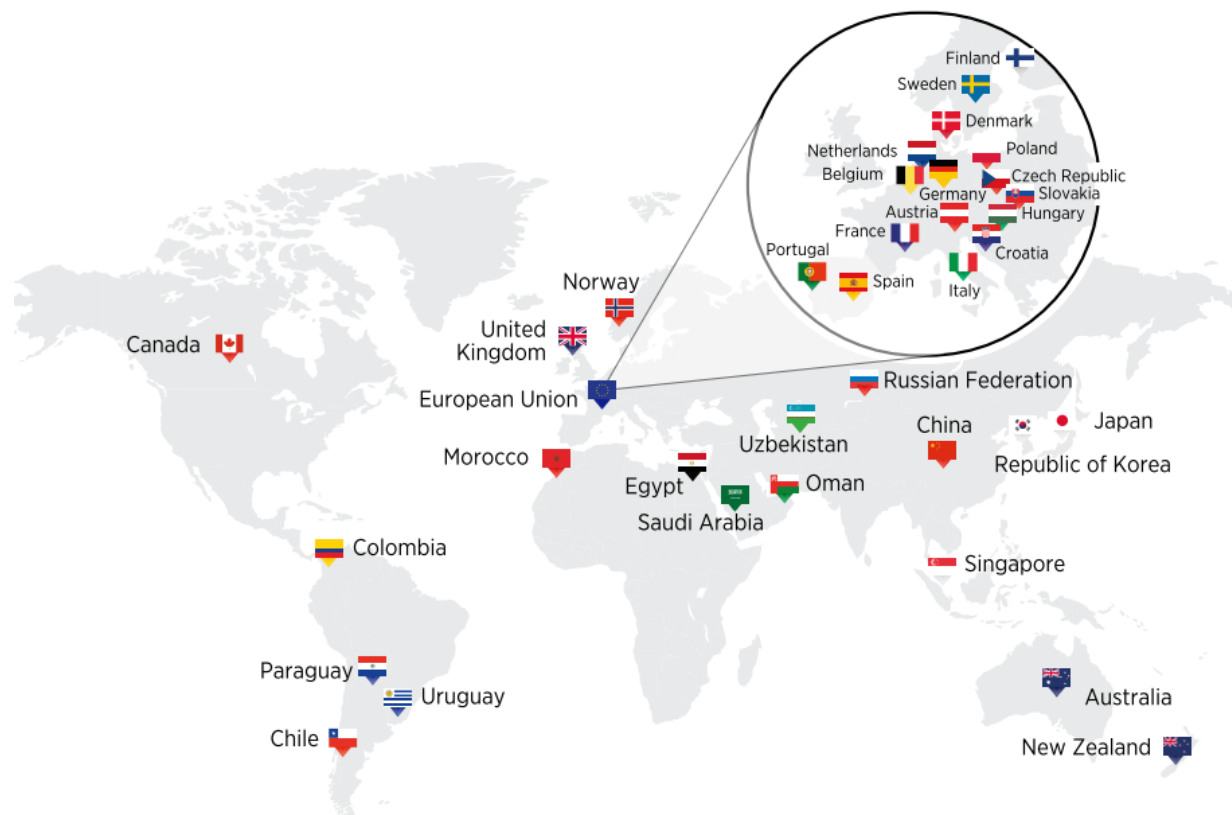 Finland
Sweden
Denmark
Netherlands
Poland
Belgium
Czech Republic
Germany
Slovakia
Austria
Hungary
France
Croatia
Portugal
Spain
Italy
Norway
United
Kingdom
Canada
European Union
Russian Federation
China
Japan
Uzbekistan
Republic of Korea
Morocco
Egypt
Oman
Saudi Arabia
Colombia
Singapore
Paraguay
Uruguay
Australia
Chile
New Zealand